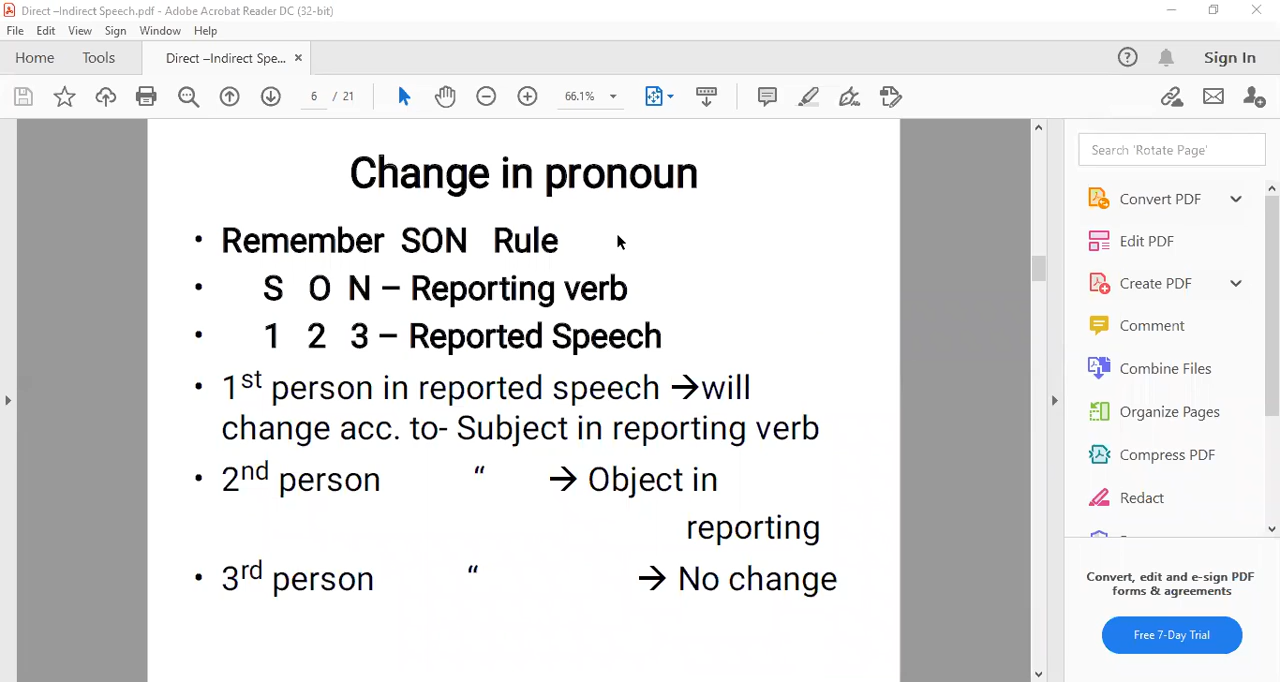 Direct –Indirect Speech.pdf - Adobe Acrobat Reader DC (32-bit)
File Edit View Sign Window Help
Home Tools Direct –Indirect Spe... × Sign In
6 / 21 66.1%
Change in pronoun
• Remember SON Rule
• S O N – Reporting verb
• 1 2 3 – Reported Speech
• 1st person in reported speech →will
change acc. to- Subject in reporting verb
• 2nd person “ → Object in
reporting
• 3rd person “ → No change
Search 'Rotate Page'
Convert PDF
Edit PDF
Create PDF
Comment
Combine Files
Organize Pages
Compress PDF
Redact
Convert, edit and e-sign PDF
forms & agreements
Free 7-Day Trial